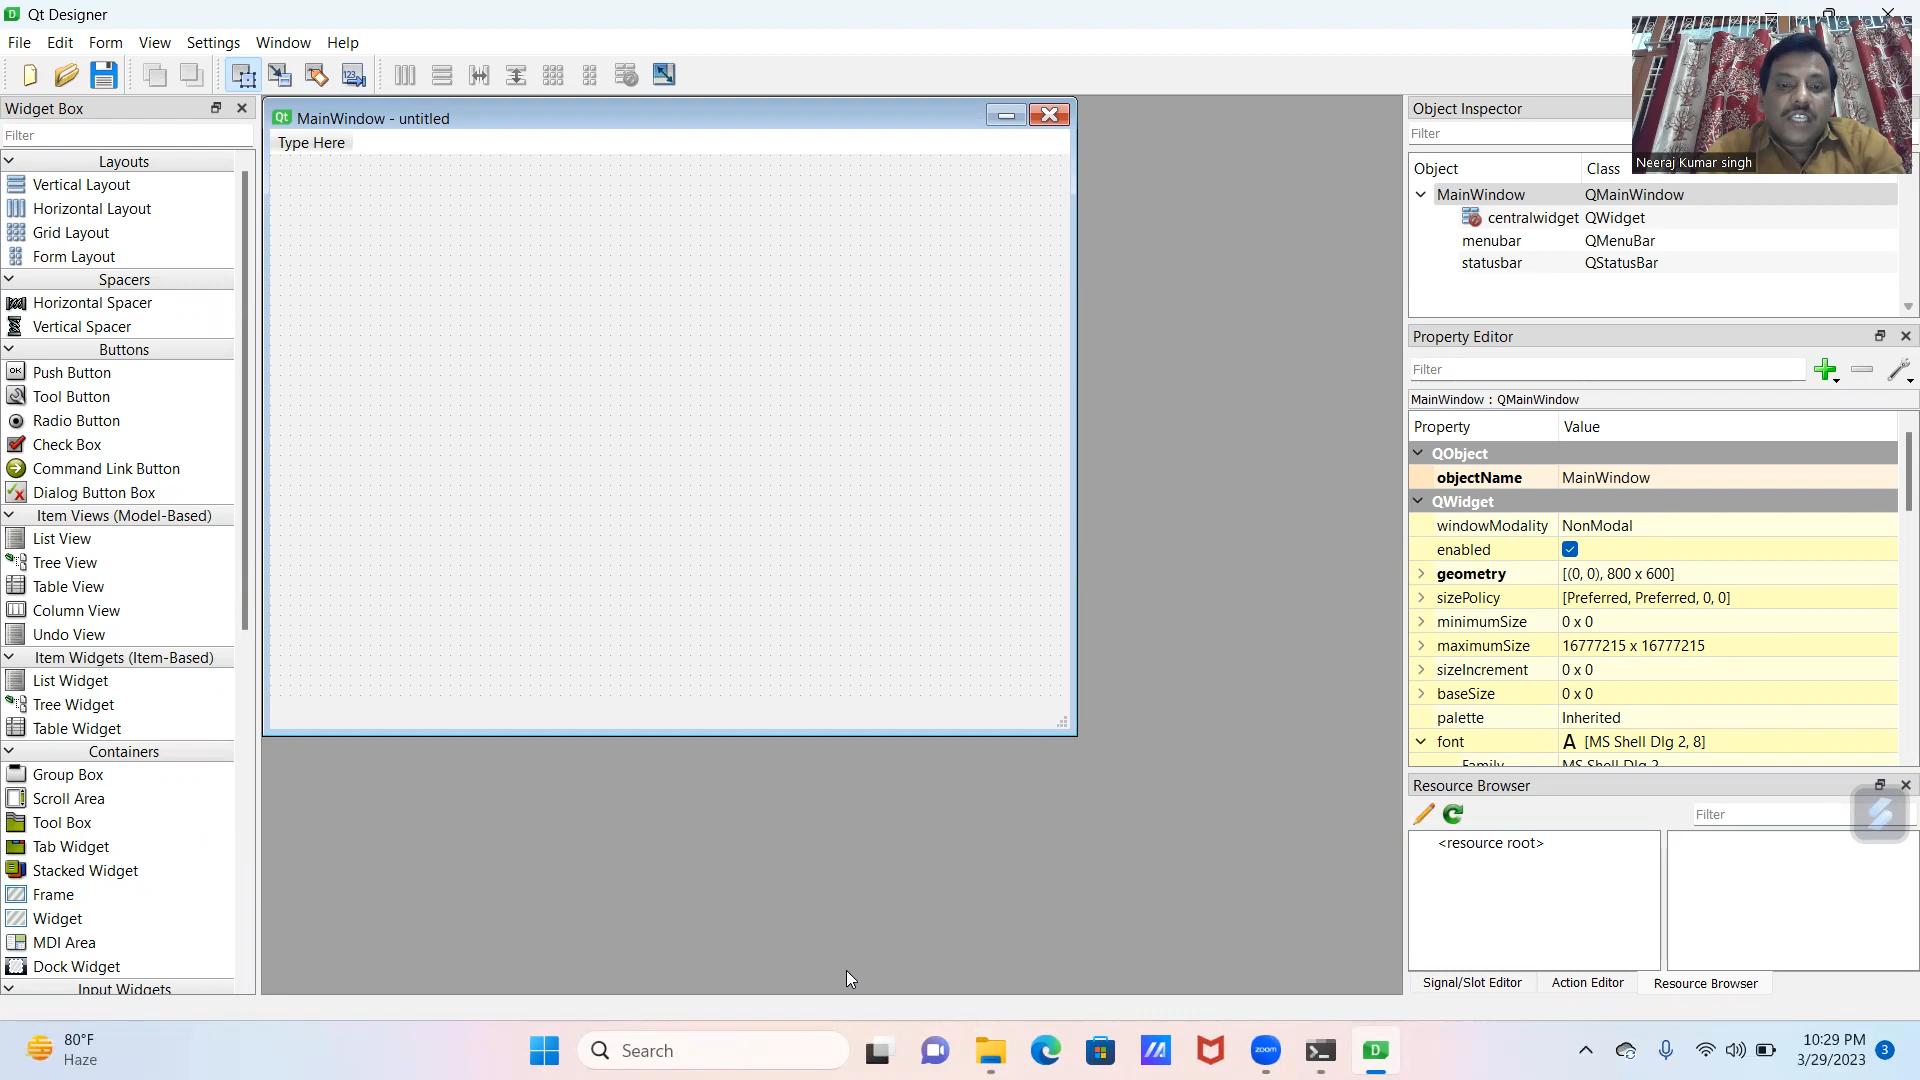 Qt Designer
File Edit Form View Settings Window Help
Widget Box
Filter
Layouts
Vertical Layout
Horizontal Layout
Grid Layout
Form Layout
Spacers
Horizontal Spacer
Vertical Spacer
Buttons
Push Button
Tool Button
Radio Button
Check Box
Command Link Button
Dialog Button Box
Item Views (Model-Based)
List View
Tree View
Table View
Column View
Undo View
Item Widgets (Item-Based)
List Widget
Tree Widget
Table Widget
Containers
Group Box
Scroll Area
Tool Box
Tab Widget
Stacked Widget
Frame
Widget
MDI Area
Dock Widget
Input Widgets
MainWindow - untitled
Type Here
Neeraj Kumar singh
Object Inspector
Filter
Object Class
MainWindow QMainWindow
centralwidget QWidget
menubar QMenuBar
statusbar QStatusBar
Property Editor
Filter
MainWindow : QMainWindow
Property Value
QObject
objectName MainWindow
QWidget
windowModality NonModal
enabled
geometry [(0, 0), 800 x 600]
sizePolicy [Preferred, Preferred, 0, 0]
minimumSize 0 x 0
maximumSize 16777215 x 16777215
sizeIncrement 0 x 0
baseSize 0 x 0
palette Inherited
font A [MS Shell Dlg 2, 8]
Family MS Shell Dlg 2
Resource Browser
Filter
<resource root>
Signal/Slot Editor Action Editor Resource Browser
80°F
Haze
Search
zoom
10:29 PM
3/29/2023
3